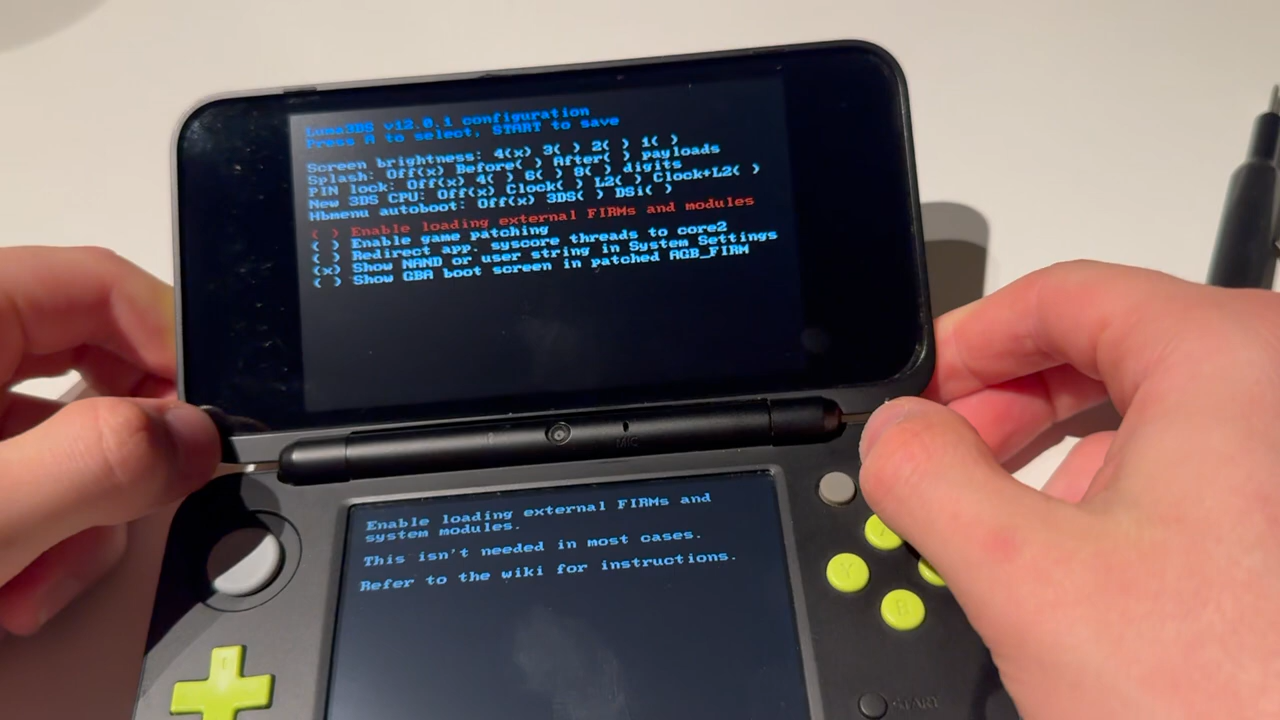 Luma3DS v12.0.1 configuration
Press A to select, START to save
Screen brightness: 4(x) 3( ) 2( ) 1( )
Splash: Off(x) Before( ) After( ) payloads
PIN lock: Off(x) 4( ) 6( ) 8( ) digits
New 3DS CPU: Off(x) Clock( ) L2( ) Clock+L2( )
Hbmenu autoboot: Off(x) 3DS( ) DSi( )
( ) Enable loading external FIRMs and modules
( ) Enable game patching
( ) Redirect app. syscore threads to core2
(x) Show NAND or user string in System Settings
( ) Show GBA boot screen in patched AGB_FIRM
MIC
Enable loading external FIRMs and
system modules.
This isn't needed in most cases.
Refer to the wiki for instructions.
Y
B
START